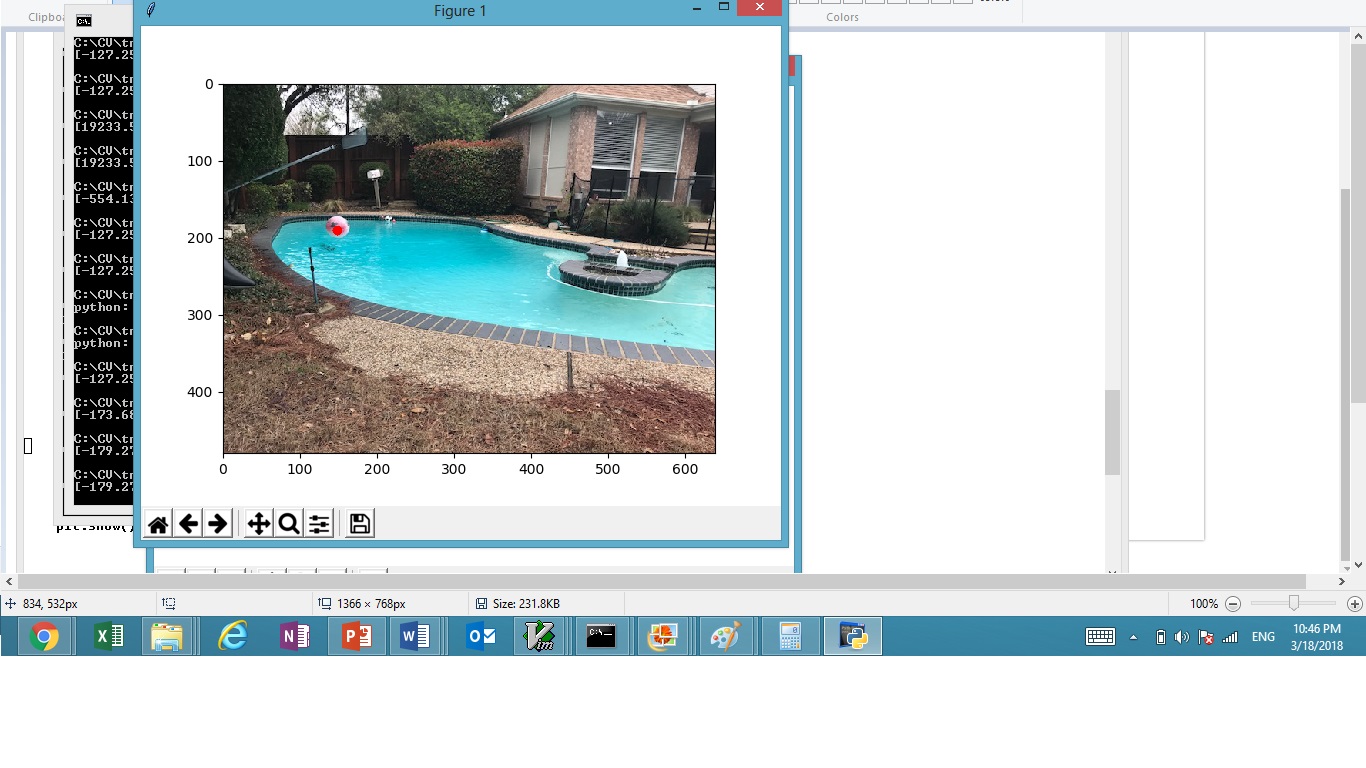 Clipbo
Colors
Figure 1
C:\CV\tr
[-127.25
C:\CV\tr
[-127.25
C:\CV\tr
[19233.5
C:\CV\tr
[19233.5
C:\CV\tr
[-554.13
C:\CV\tr
[-127.25
C:\CV\tr
[-127.25
C:\CV\tr
python:
C:\CV\tr
python:
C:\CV\tr
[-127.25
C:\CV\tr
[-173.68
C:\CV\tr
[-179.27
C:\CV\tr
[-179.27
0
100
200
300
400
0 100 200 300 400 500 600
plt.show()
834, 532px 1366 × 768px Size: 231.8KB 100%
ENG 10:46 PM
3/18/2018